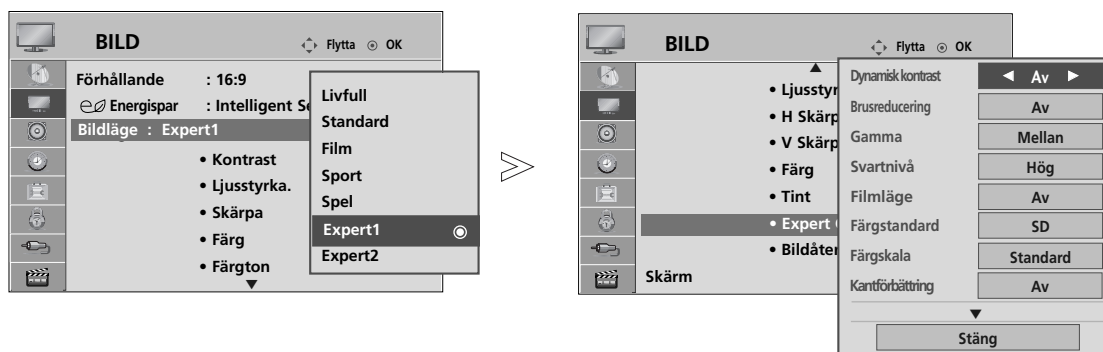 BILD
Flytta OK
Förhållande : 16:9
Energispar : Intelligent Se
Bildläge : Expert1
• Kontrast
• Ljusstyrka.
• Skärpa
• Färg
• Färgton
Livfull
Standard
Film
Sport
Spel
Expert1
Expert2
BILD
Flytta OK
• Ljusstyr
• H Skärp
• V Skärp
• Färg
• Tint
• Expert
• Bildåter
Skärm
Dynamisk kontrast Av
Brusreducering Av
Gamma Mellan
Svartnivå Hög
Filmläge Av
Färgstandard SD
Färgskala Standard
Kantförbättring Av
Stäng